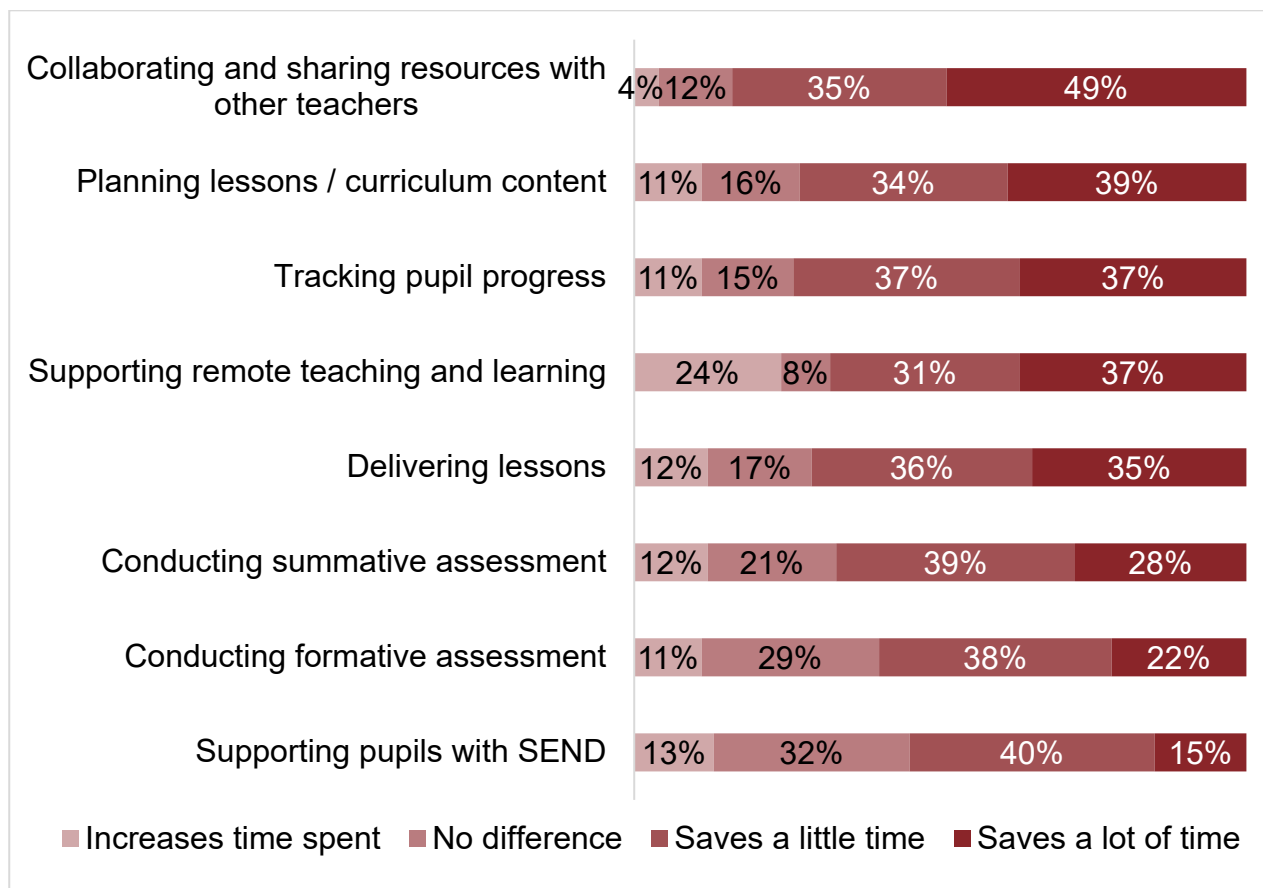 Collaborating and sharing resources with
other teachers
4% 12% 35% 49%
Planning lessons / curriculum content
11% 16% 34% 39%
Tracking pupil progress
11% 15% 37% 37%
Supporting remote teaching and learning
24% 8% 31% 37%
Delivering lessons
12% 17% 36% 35%
Conducting summative assessment
12% 21% 39% 28%
Conducting formative assessment
11% 29% 38% 22%
Supporting pupils with SEND
13% 32% 40% 15%
Increases time spent No difference Saves a little time Saves a lot of time